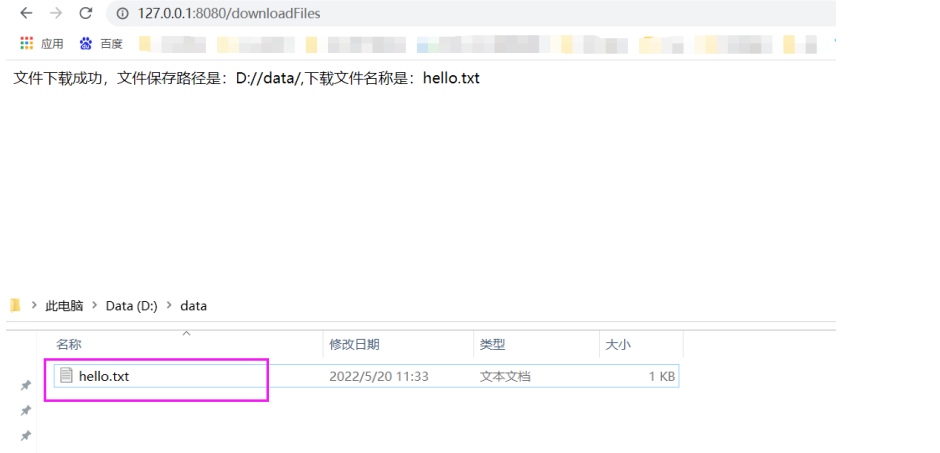 127.0.0.1:8080/downloadFiles
应用 百度
文件下载成功，文件保存路径是：D://data/,下载文件名称是：hello.txt
此电脑 > Data (D:) > data
名称 修改日期 类型 大小
hello.txt 2022/5/20 11:33 文本文档 1 KB